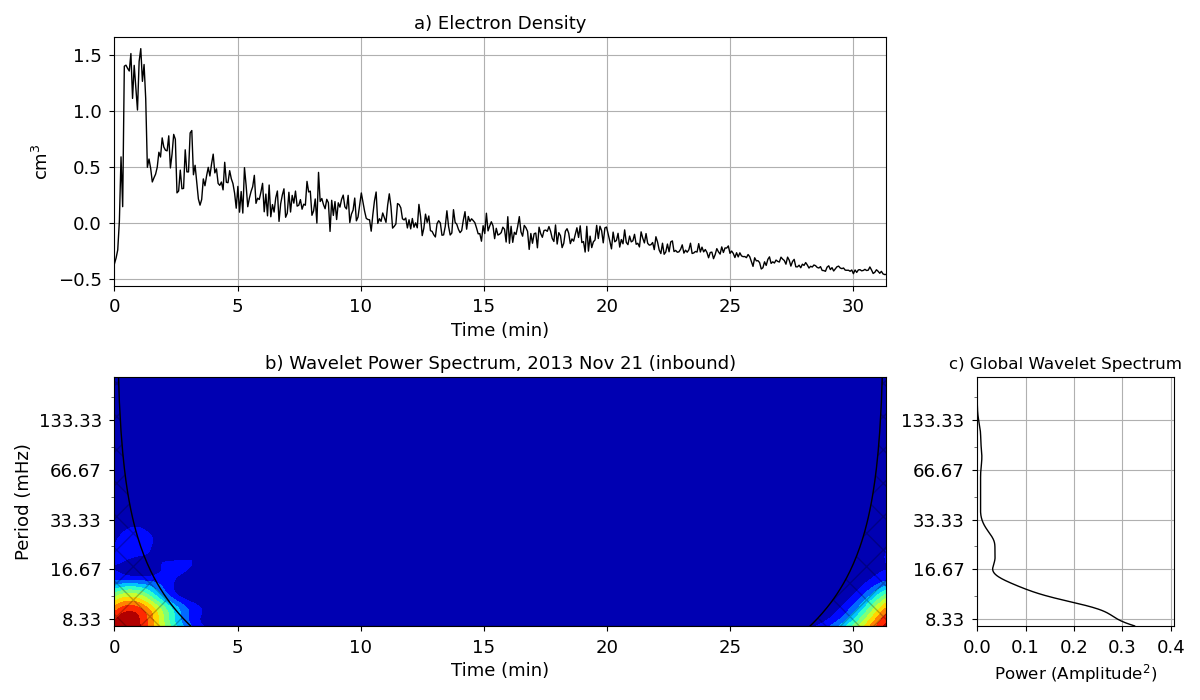 a) Electron Density
1.5
1.0
0.5
0.0
−0.5
cm³
0 5 10 15 20 25 30
Time (min)
b) Wavelet Power Spectrum, 2013 Nov 21 (inbound)
133.33
66.67
33.33
16.67
8.33
Period (mHz)
0 5 10 15 20 25 30
Time (min)
c) Global Wavelet Spectrum
133.33
66.67
33.33
16.67
8.33
0.0 0.1 0.2 0.3 0.4
Power (Amplitude²)